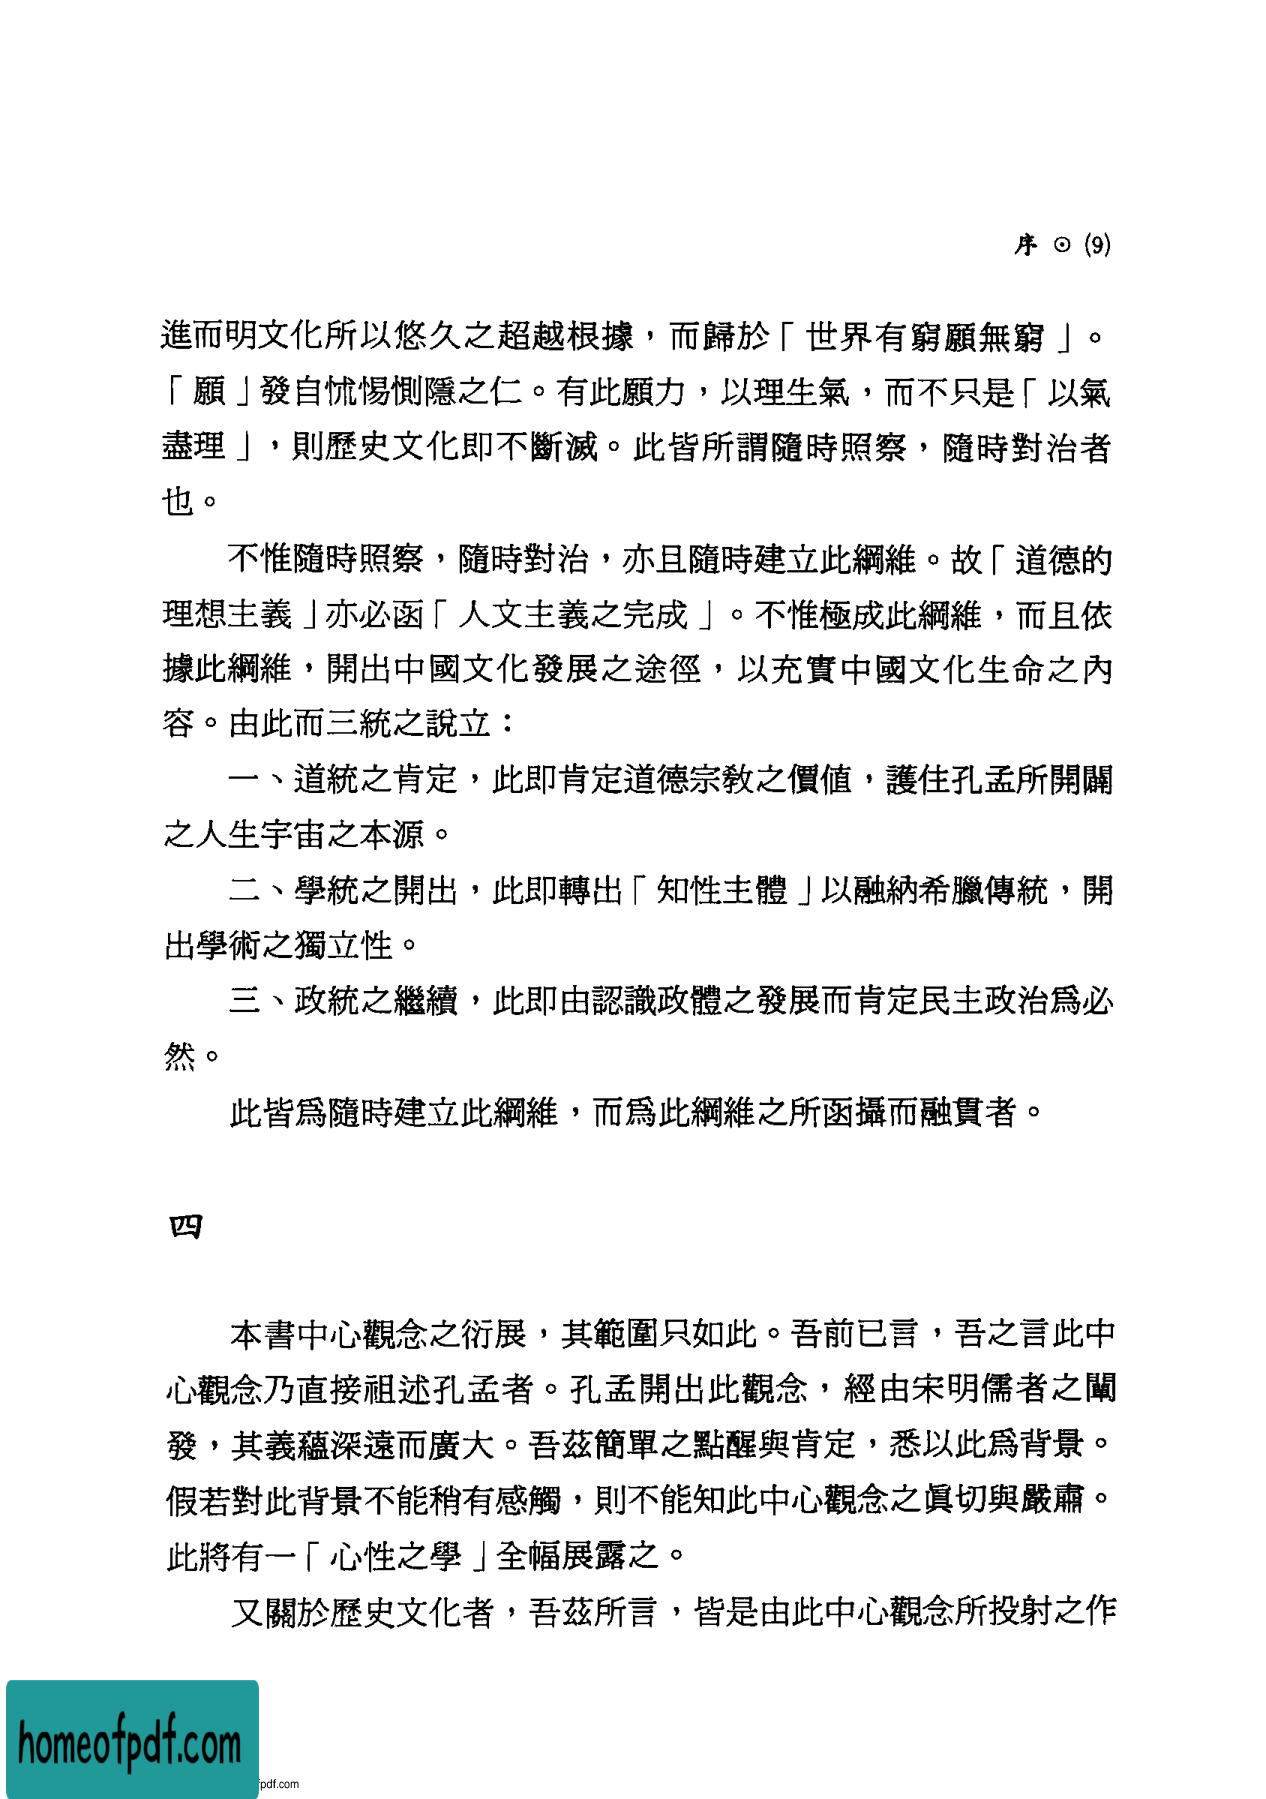 序 ⊙ (9)
進而明文化所以悠久之超越根據，而歸於「世界有窮願無窮」。
「願」發自怵惕惻隱之仁。有此願力，以理生氣，而不只是「以氣
盡理」，則歷史文化即不斷滅。此皆所謂隨時照察，隨時對治者
也。
不惟隨時照察，隨時對治，亦且隨時建立此綱維。故「道德的
理想主義」亦必函「人文主義之完成」。不惟極成此綱維，而且依
據此綱維，開出中國文化發展之途徑，以充實中國文化生命之內
容。由此而三統之說立：
一、道統之肯定，此即肯定道德宗教之價值，護住孔孟所開闢
之人生宇宙之本源。
二、學統之開出，此即轉出「知性主體」以融納希臘傳統，開
出學術之獨立性。
三、政統之繼續，此即由認識政體之發展而肯定民主政治爲必
然。
此皆爲隨時建立此綱維，而爲此綱維之所函攝而融貫者。
四
本書中心觀念之衍展，其範圍只如此。吾前已言，吾之言此中
心觀念乃直接祖述孔孟者。孔孟開出此觀念，經由宋明儒者之闡
發，其義蘊深遠而廣大。吾茲簡單之點醒與肯定，悉以此爲背景。
假若對此背景不能稍有感觸，則不能知此中心觀念之眞切與嚴肅。
此將有一「心性之學」全幅展露之。
又關於歷史文化者，吾茲所言，皆是由此中心觀念所投射之作
homeofpdf.com
fpdf.com